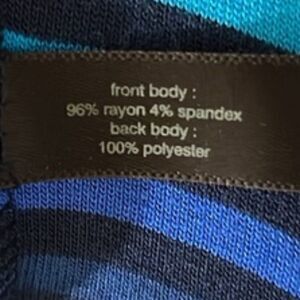 front body :
96% rayon 4% spandex
back body :
100% polyester